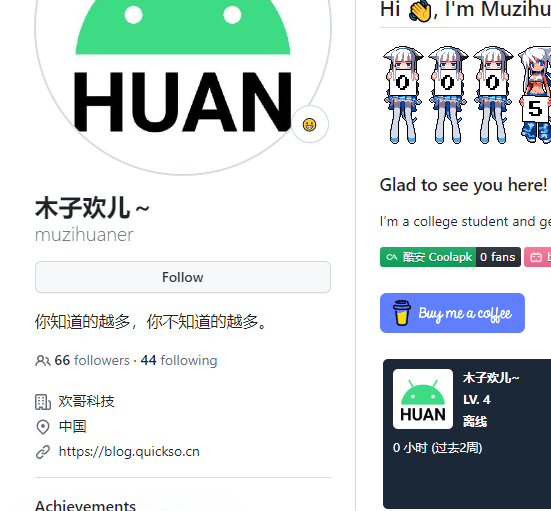 HUAN
木子欢儿～
muzihuaner
Follow
你知道的越多，你不知道的越多。
66 followers · 44 following
欢哥科技
中国
https://blog.quickso.cn
Achievements
Hi 👋, I'm Muzihu
0 0 0 5
Glad to see you here!
I'm a college student and ge
酷安 Coolapk 0 fans
Buy me a coffee
HUAN
木子欢儿~
LV. 4
离线
0 小时 (过去2周)